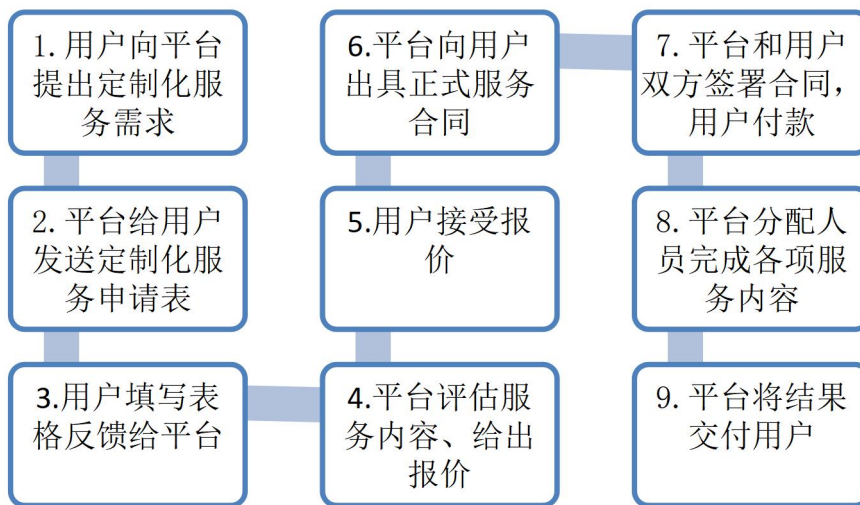 1. 用户向平台
提出定制化服
务需求
2. 平台给用户
发送定制化服
务申请表
3.用户填写表
格反馈给平台
4.平台评估服
务内容、给出
报价
5.用户接受报
价
6.平台向用户
出具正式服务
合同
7. 平台和用户
双方签署合同，
用户付款
8. 平台分配人
员完成各项服
务内容
9. 平台将结果
交付用户